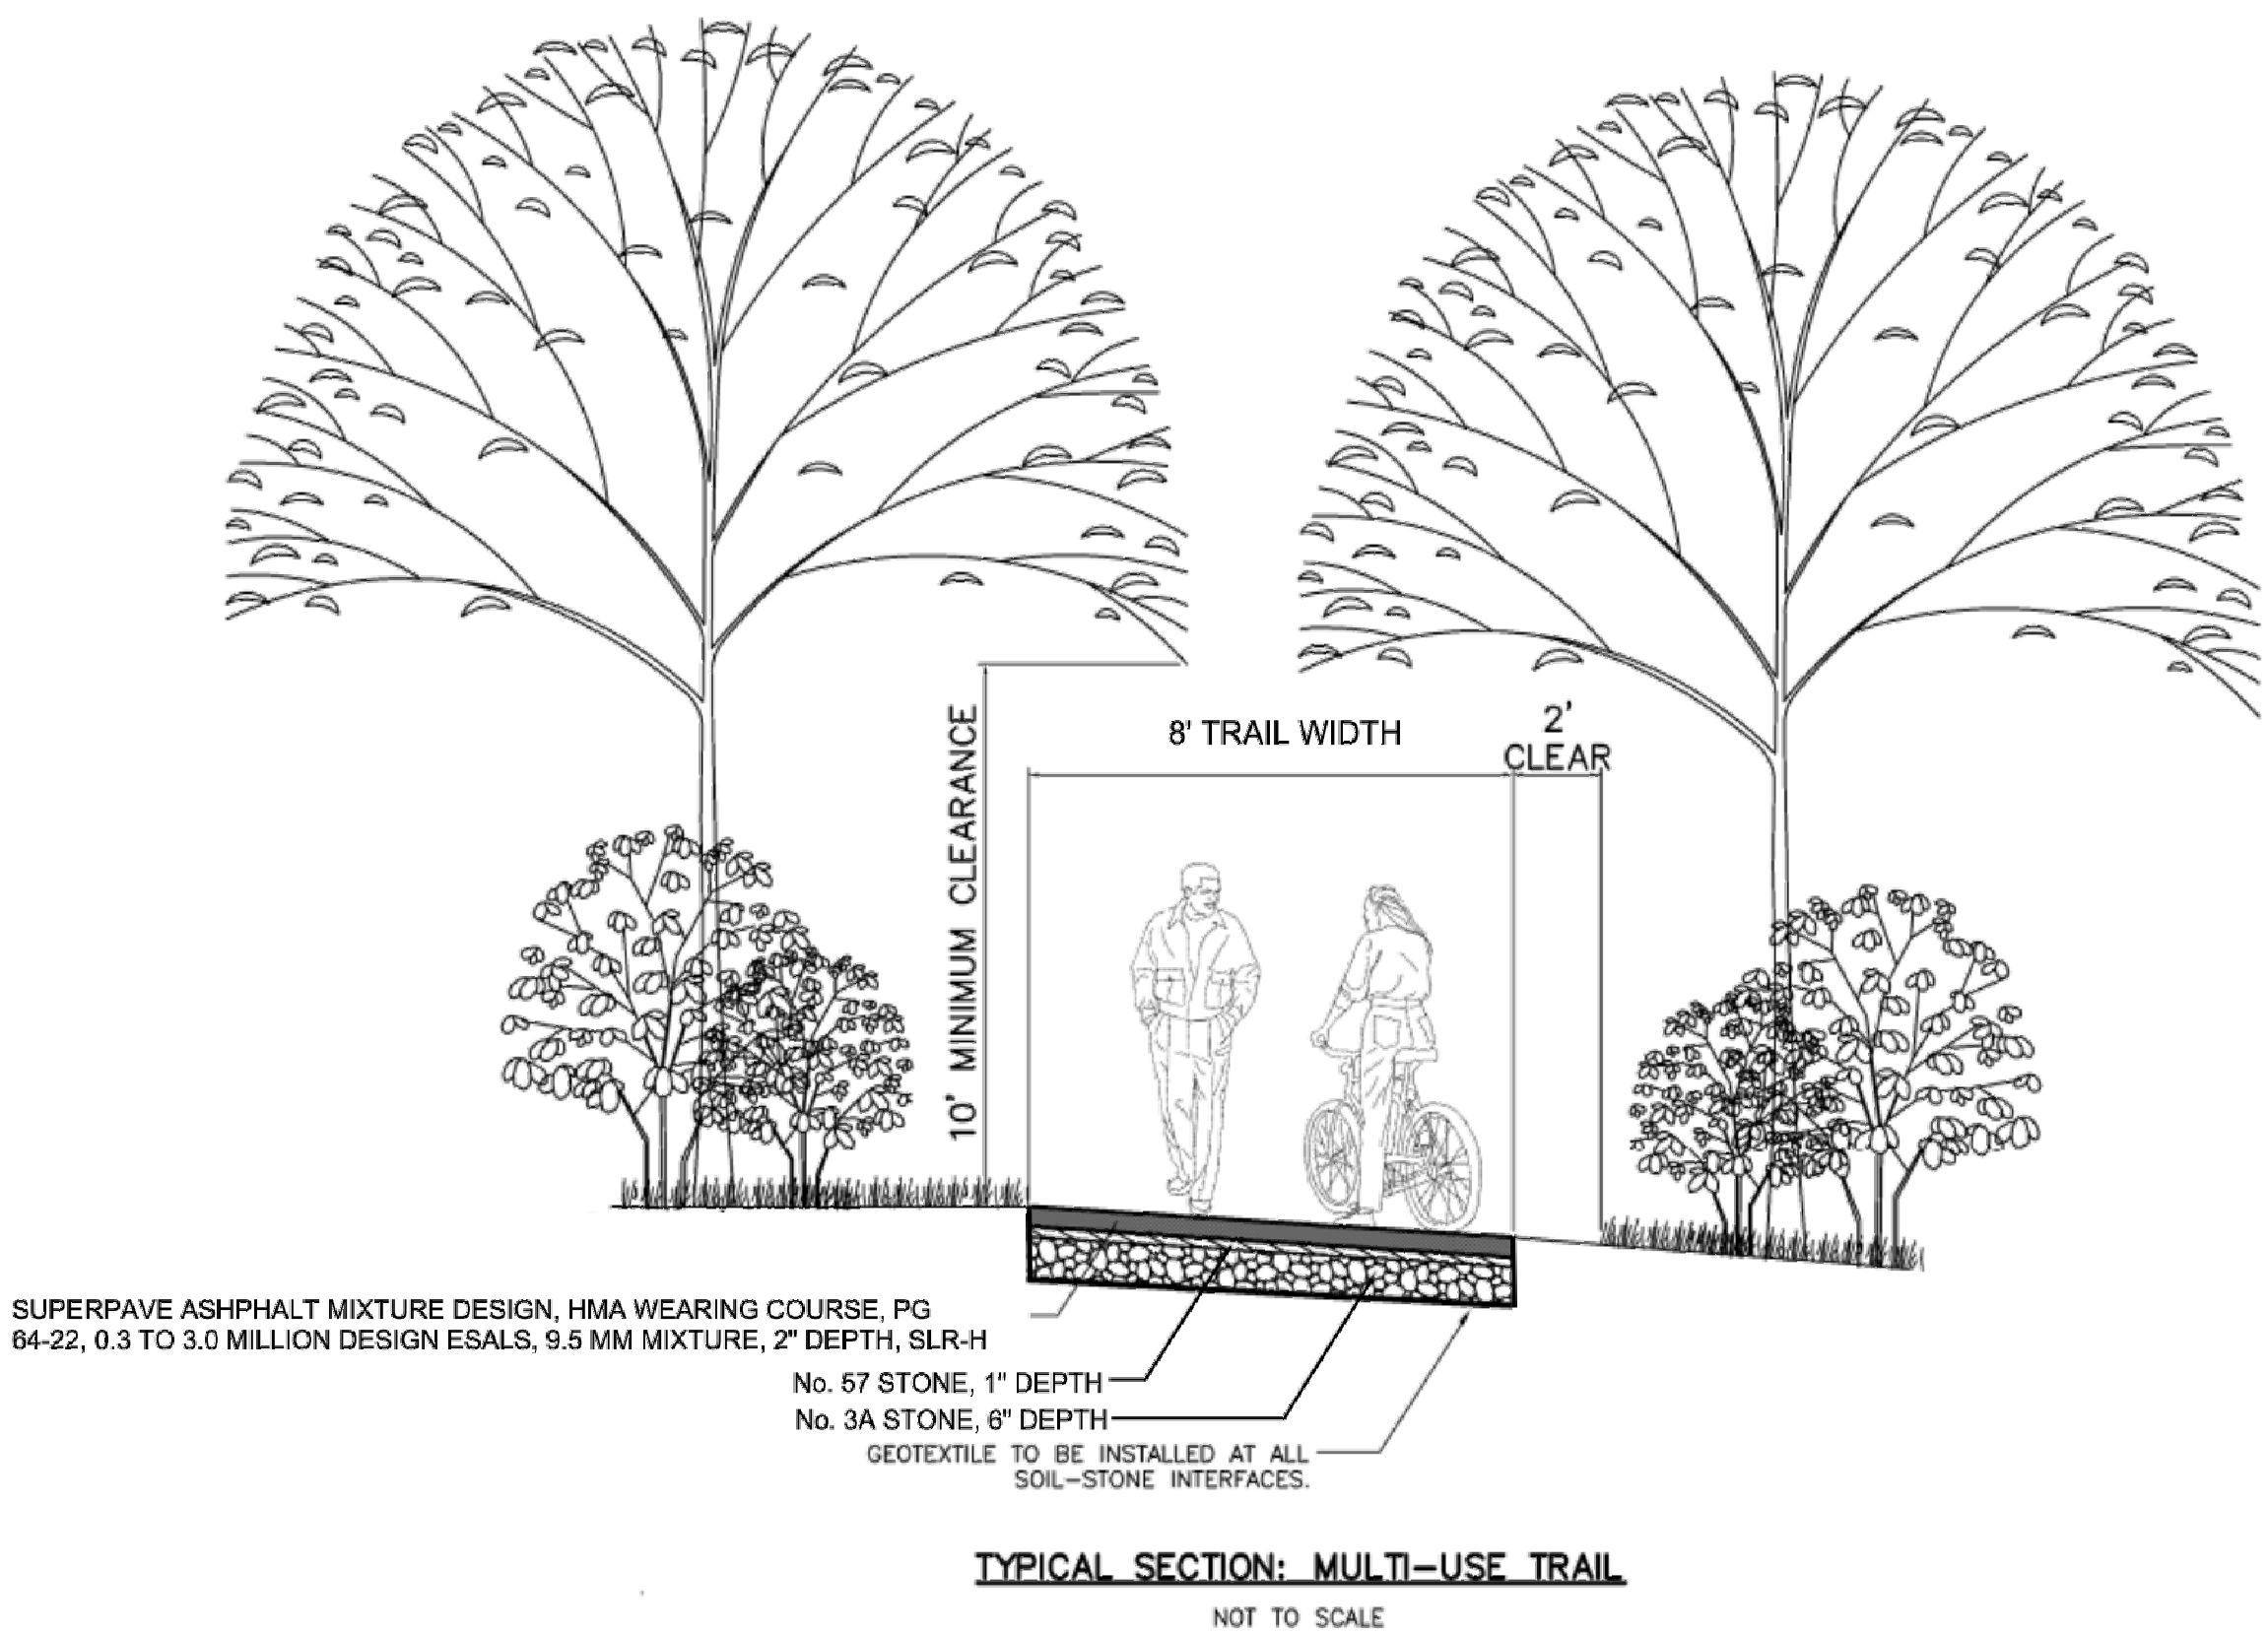 10' MINIMUM CLEARANCE
8' TRAIL WIDTH
2'
CLEAR
SUPERPAVE ASHPHALT MIXTURE DESIGN, HMA WEARING COURSE, PG
64-22, 0.3 TO 3.0 MILLION DESIGN ESALS, 9.5 MM MIXTURE, 2" DEPTH, SLR-H
No. 57 STONE, 1" DEPTH
No. 3A STONE, 6" DEPTH
GEOTEXTILE TO BE INSTALLED AT ALL
SOIL-STONE INTERFACES.
TYPICAL SECTION: MULTI-USE TRAIL
NOT TO SCALE